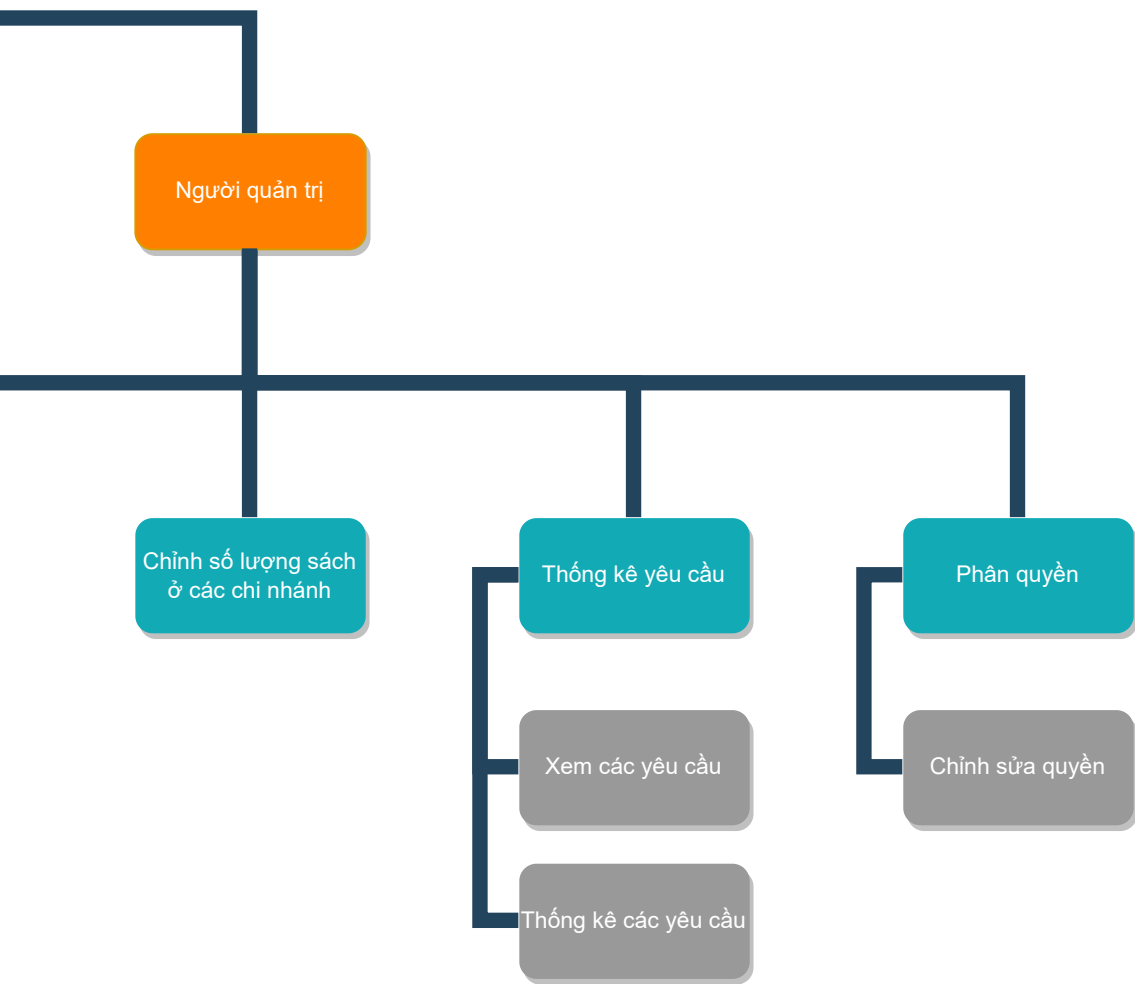 Người quản trị
Chỉnh số lượng sách
ở các chi nhánh
Thống kê yêu cầu
Phân quyền
Xem các yêu cầu
Chỉnh sửa quyền
Thống kê các yêu cầu